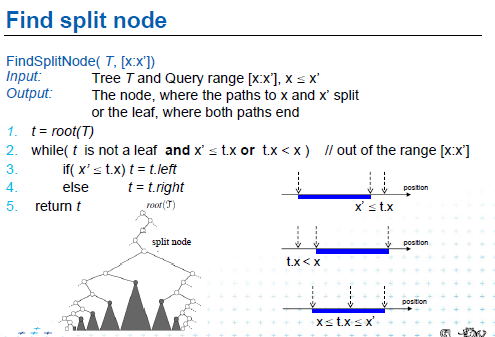 Find split node
FindSplitNode( T, [x:x'])
Input: Tree T and Query range [x:x'], x ≤ x'
Output: The node, where the paths to x and x' split
or the leaf, where both paths end
1. t = root(T)
2. while( t is not a leaf and x' ≤ t.x or t.x < x ) // out of the range [x:x']
3. if( x' ≤ t.x) t = t.left
4. else t = t.right
5. return t
root(𝒯)
split node
position
x' ≤ t.x
position
t.x < x
position
x ≤ t.x ≤ x'